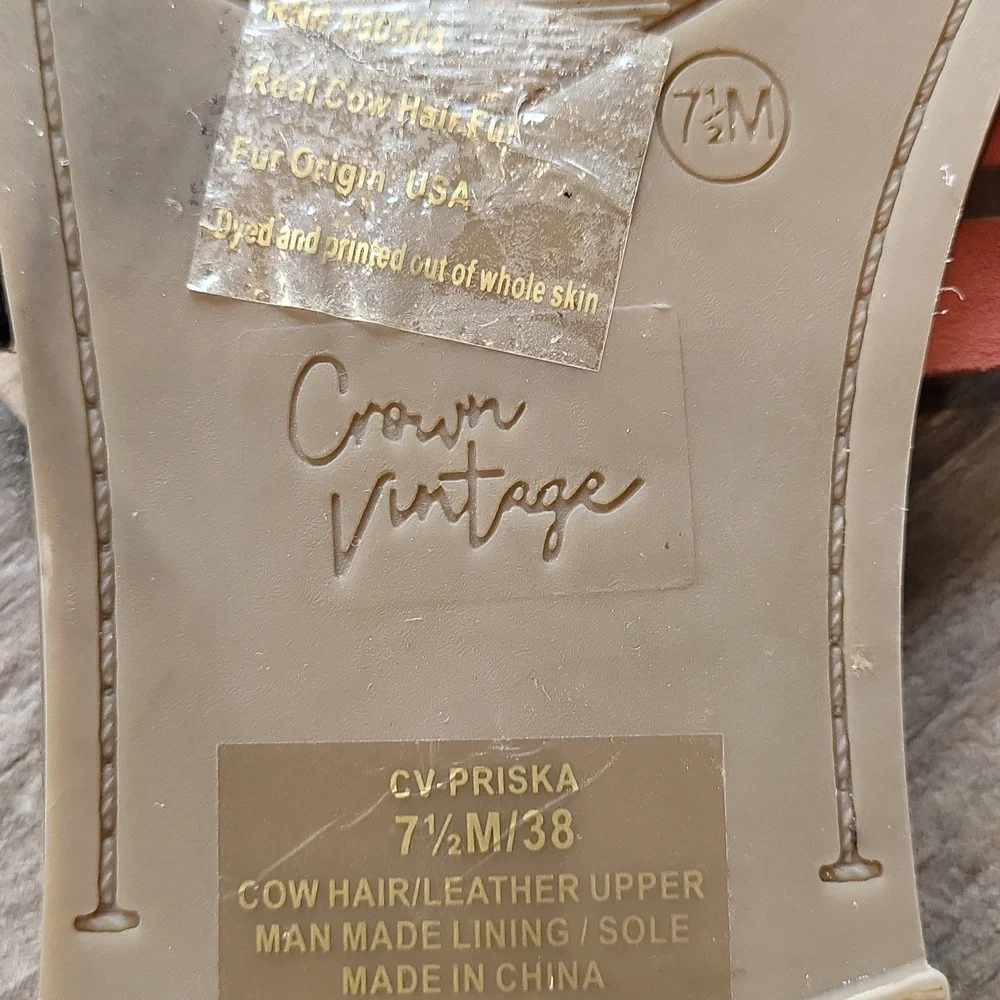 Real Cow Hair Fur
7½M
Fur Origin: USA
Dyed and printed out of whole skin
Crown
Vintage
CV-PRISKA
7½M/38
COW HAIR/LEATHER UPPER
MAN MADE LINING / SOLE
MADE IN CHINA